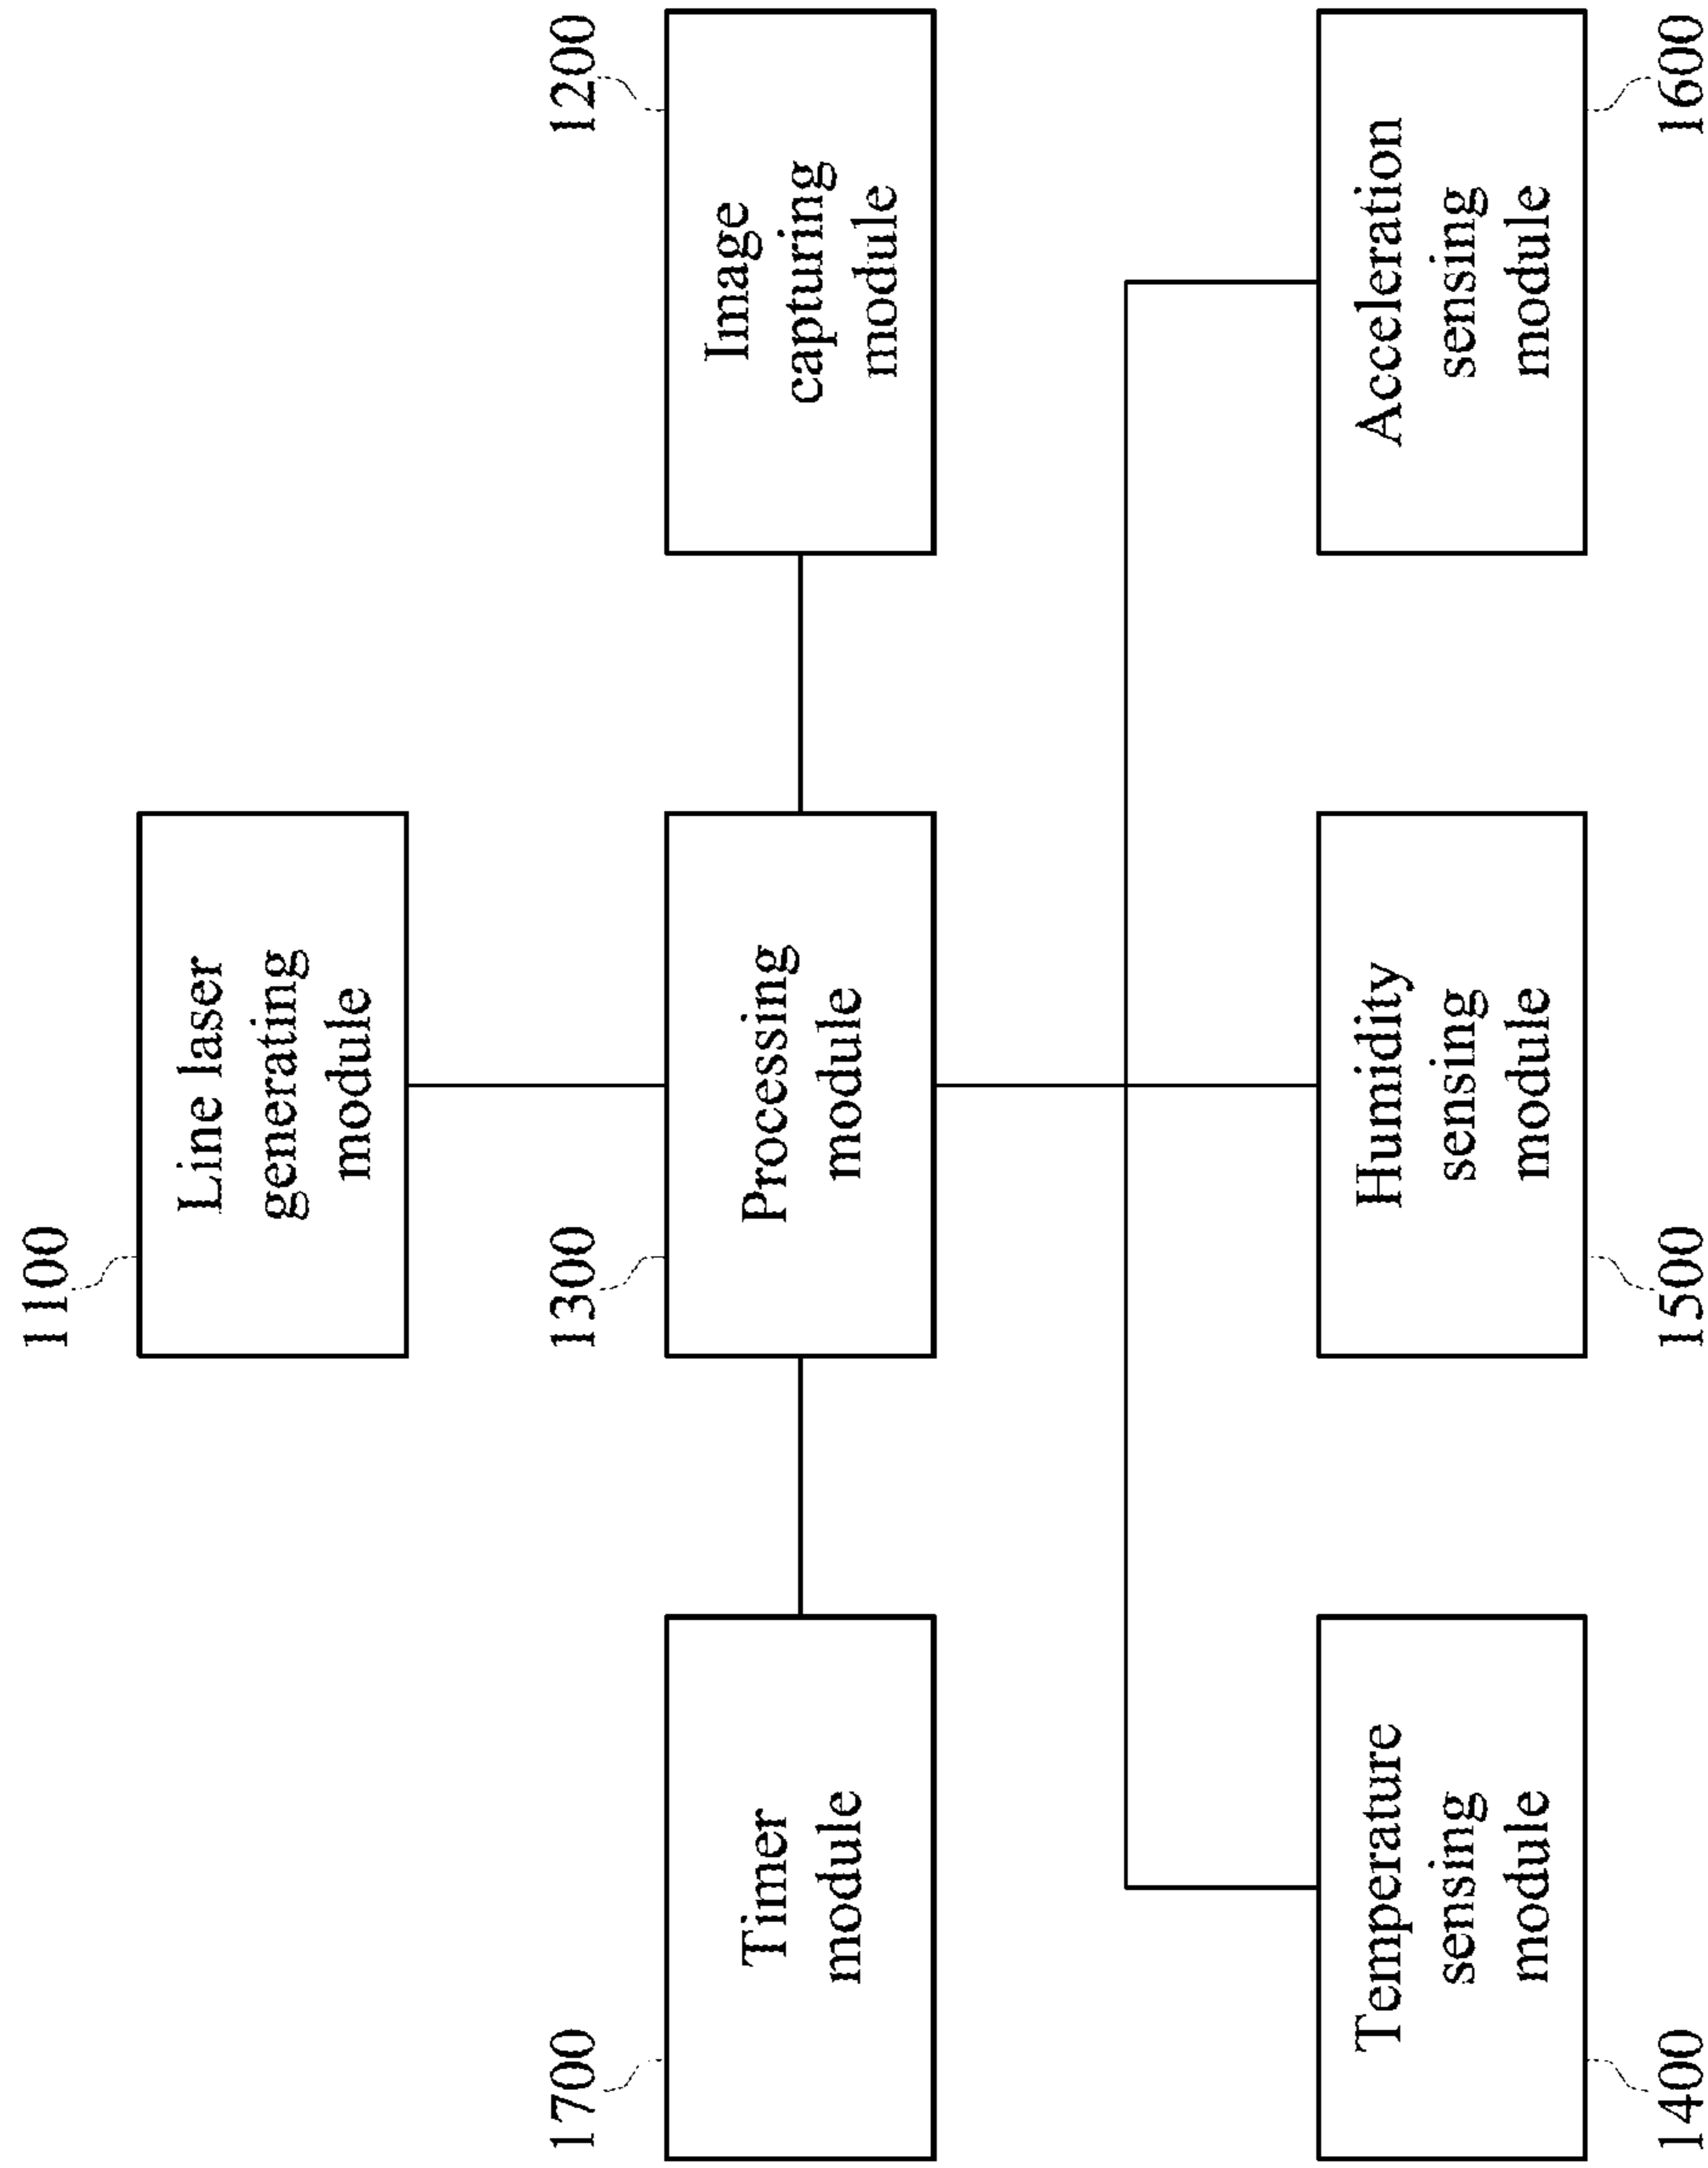 1100
Line laser
generating
module
1700
Timer
module
1300
Processing
module
1200
Image
capturing
module
Temperature
sensing
module
1400
Humidity
sensing
module
1500
Acceleration
sensing
module
1600